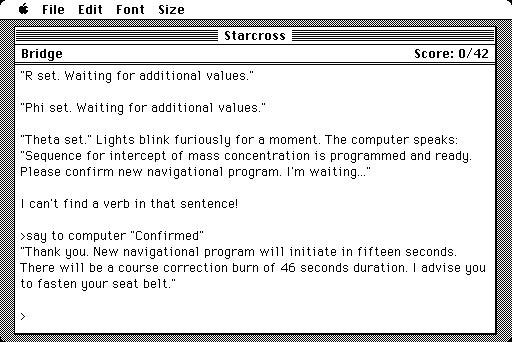 File Edit Font Size
Starcross
Bridge Score: 0/42
"R set. Waiting for additional values."
"Phi set. Waiting for additional values."
"Theta set." Lights blink furiously for a moment. The computer speaks:
"Sequence for intercept of mass concentration is programmed and ready.
Please confirm new navigational program. I'm waiting..."
I can't find a verb in that sentence!
>say to computer "Confirmed"
"Thank you. New navigational program will initiate in fifteen seconds.
There will be a course correction burn of 46 seconds duration. I advise you
to fasten your seat belt."
>